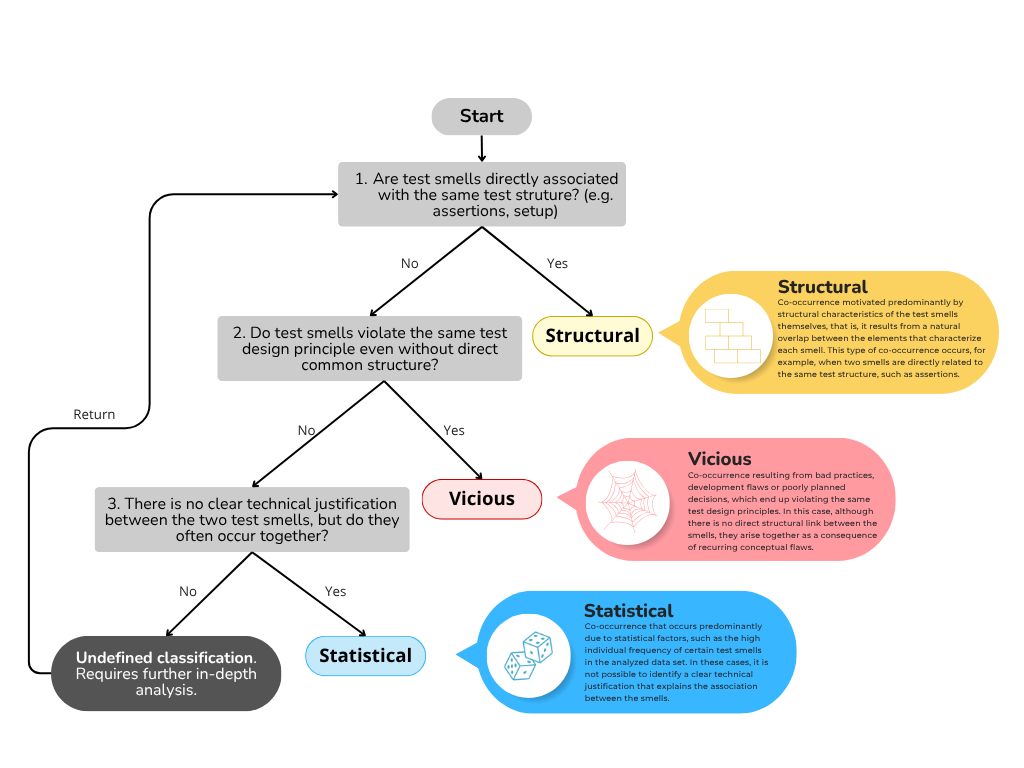 Start
1. Are test smells directly associated
with the same test struture? (e.g.
assertions, setup)
No
Yes
2. Do test smells violate the same test
design principle even without direct
common structure?
Structural
Structural
Co-occurrence motivated predominantly by
structural characteristics of the test smells
themselves, that is, it results from a natural
overlap between the elements that characterize
each smell. This type of co-occurrence occurs, for
example, when two smells are directly related to
the same test structure, such as assertions.
Return
No
Yes
3. There is no clear technical justification
between the two test smells, but do they
often occur together?
Vicious
Vicious
Co-occurrence resulting from bad practices,
development flaws or poorly planned
decisions, which end up violating the same
test design principles. In this case, although
there is no direct structural link between the
smells, they arise together as a consequence
of recurring conceptual flaws.
No
Yes
Undefined classification.
Requires further in-depth
analysis.
Statistical
Statistical
Co-occurrence that occurs predominantly
due to statistical factors, such as the high
individual frequency of certain test smells
in the analyzed data set. In these cases, it is
not possible to identify a clear technical
justification that explains the association
between the smells.